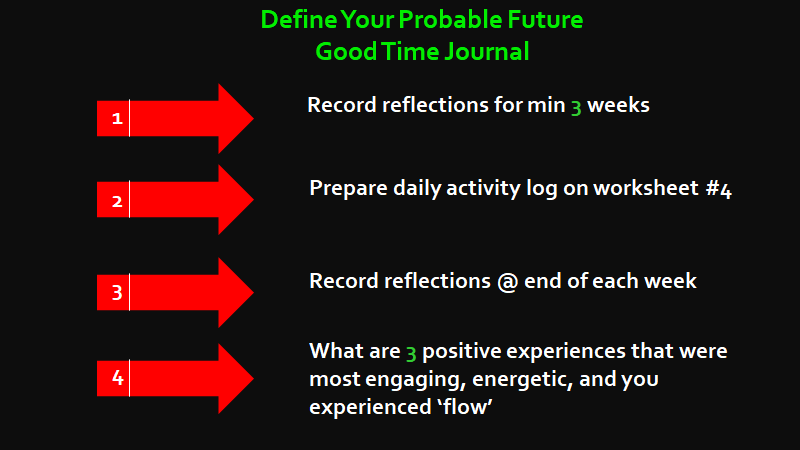 Define Your Probable Future
Good Time Journal
1
Record reflections for min 3 weeks
2
Prepare daily activity log on worksheet #4
3
Record reflections @ end of each week
4
What are 3 positive experiences that were
most engaging, energetic, and you
experienced ‘flow’